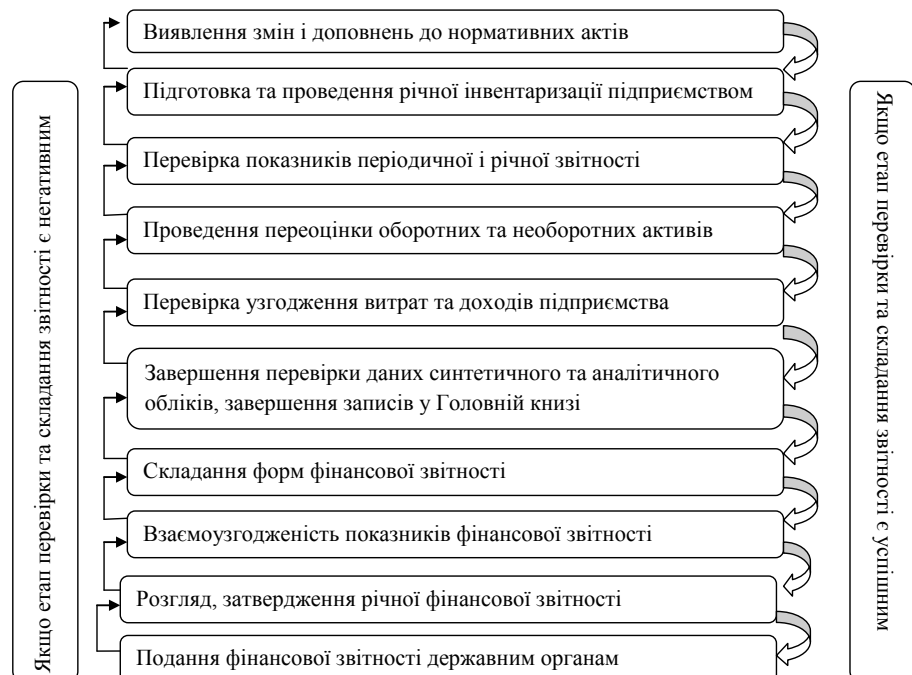 Виявлення змін і доповнень до нормативних актів
Підготовка та проведення річної інвентаризації підприємством
Перевірка показників періодичної і річної звітності
Проведення переоцінки оборотних та необоротних активів
Перевірка узгодження витрат та доходів підприємства
Завершення перевірки даних синтетичного та аналітичного
обліків, завершення записів у Головній книзі
Складання форм фінансової звітності
Взаємоузгодженість показників фінансової звітності
Розгляд, затвердження річної фінансової звітності
Подання фінансової звітності державним органам
Якщо етап перевірки та складання звітності є негативним
Якщо етап перевірки та складання звітності є успішним